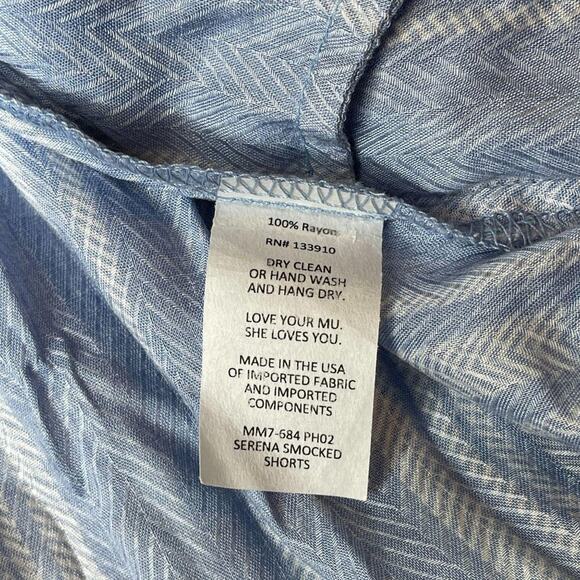 100% Rayon
RN# 133910
DRY CLEAN
OR HAND WASH
AND HANG DRY.
LOVE YOUR MU.
SHE LOVES YOU.
MADE IN THE USA
OF IMPORTED FABRIC
AND IMPORTED
COMPONENTS
MM7-684 PH02
SERENA SMOCKED
SHORTS